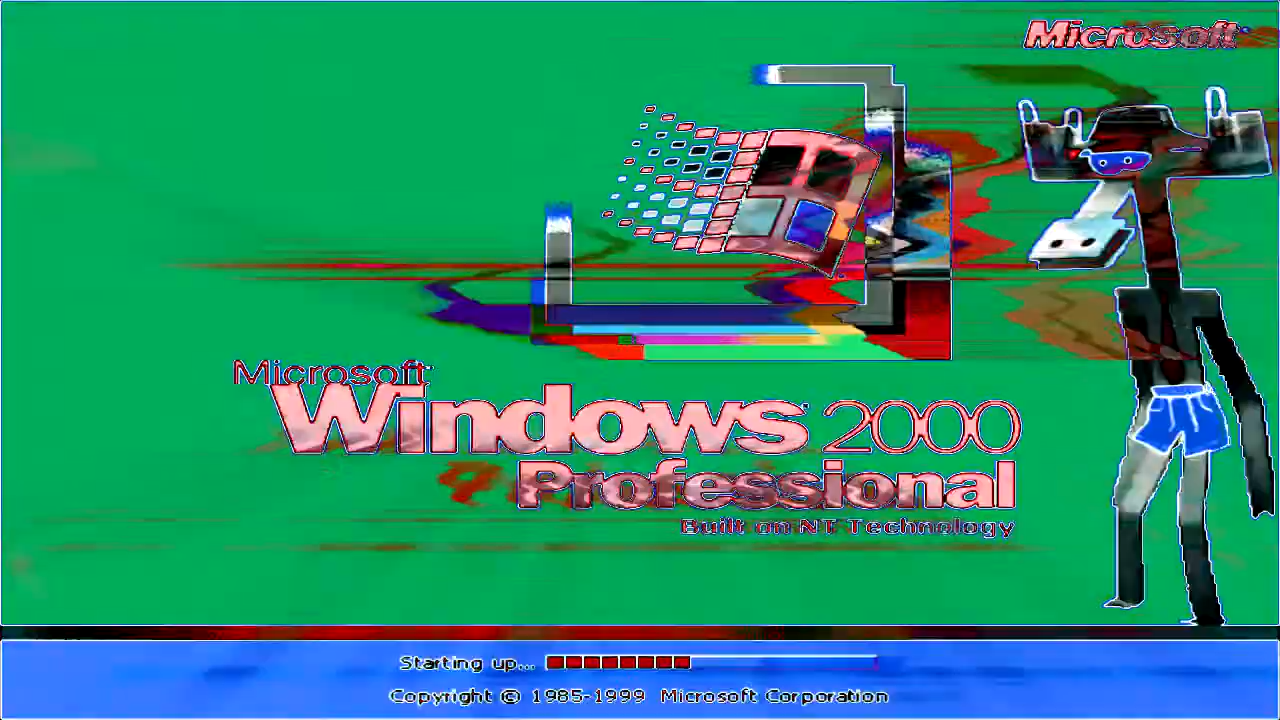 Microsoft
Microsoft
Windows 2000
Professional
Built on NT Technology
Starting up...
Copyright © 1985-1999 Microsoft Corporation